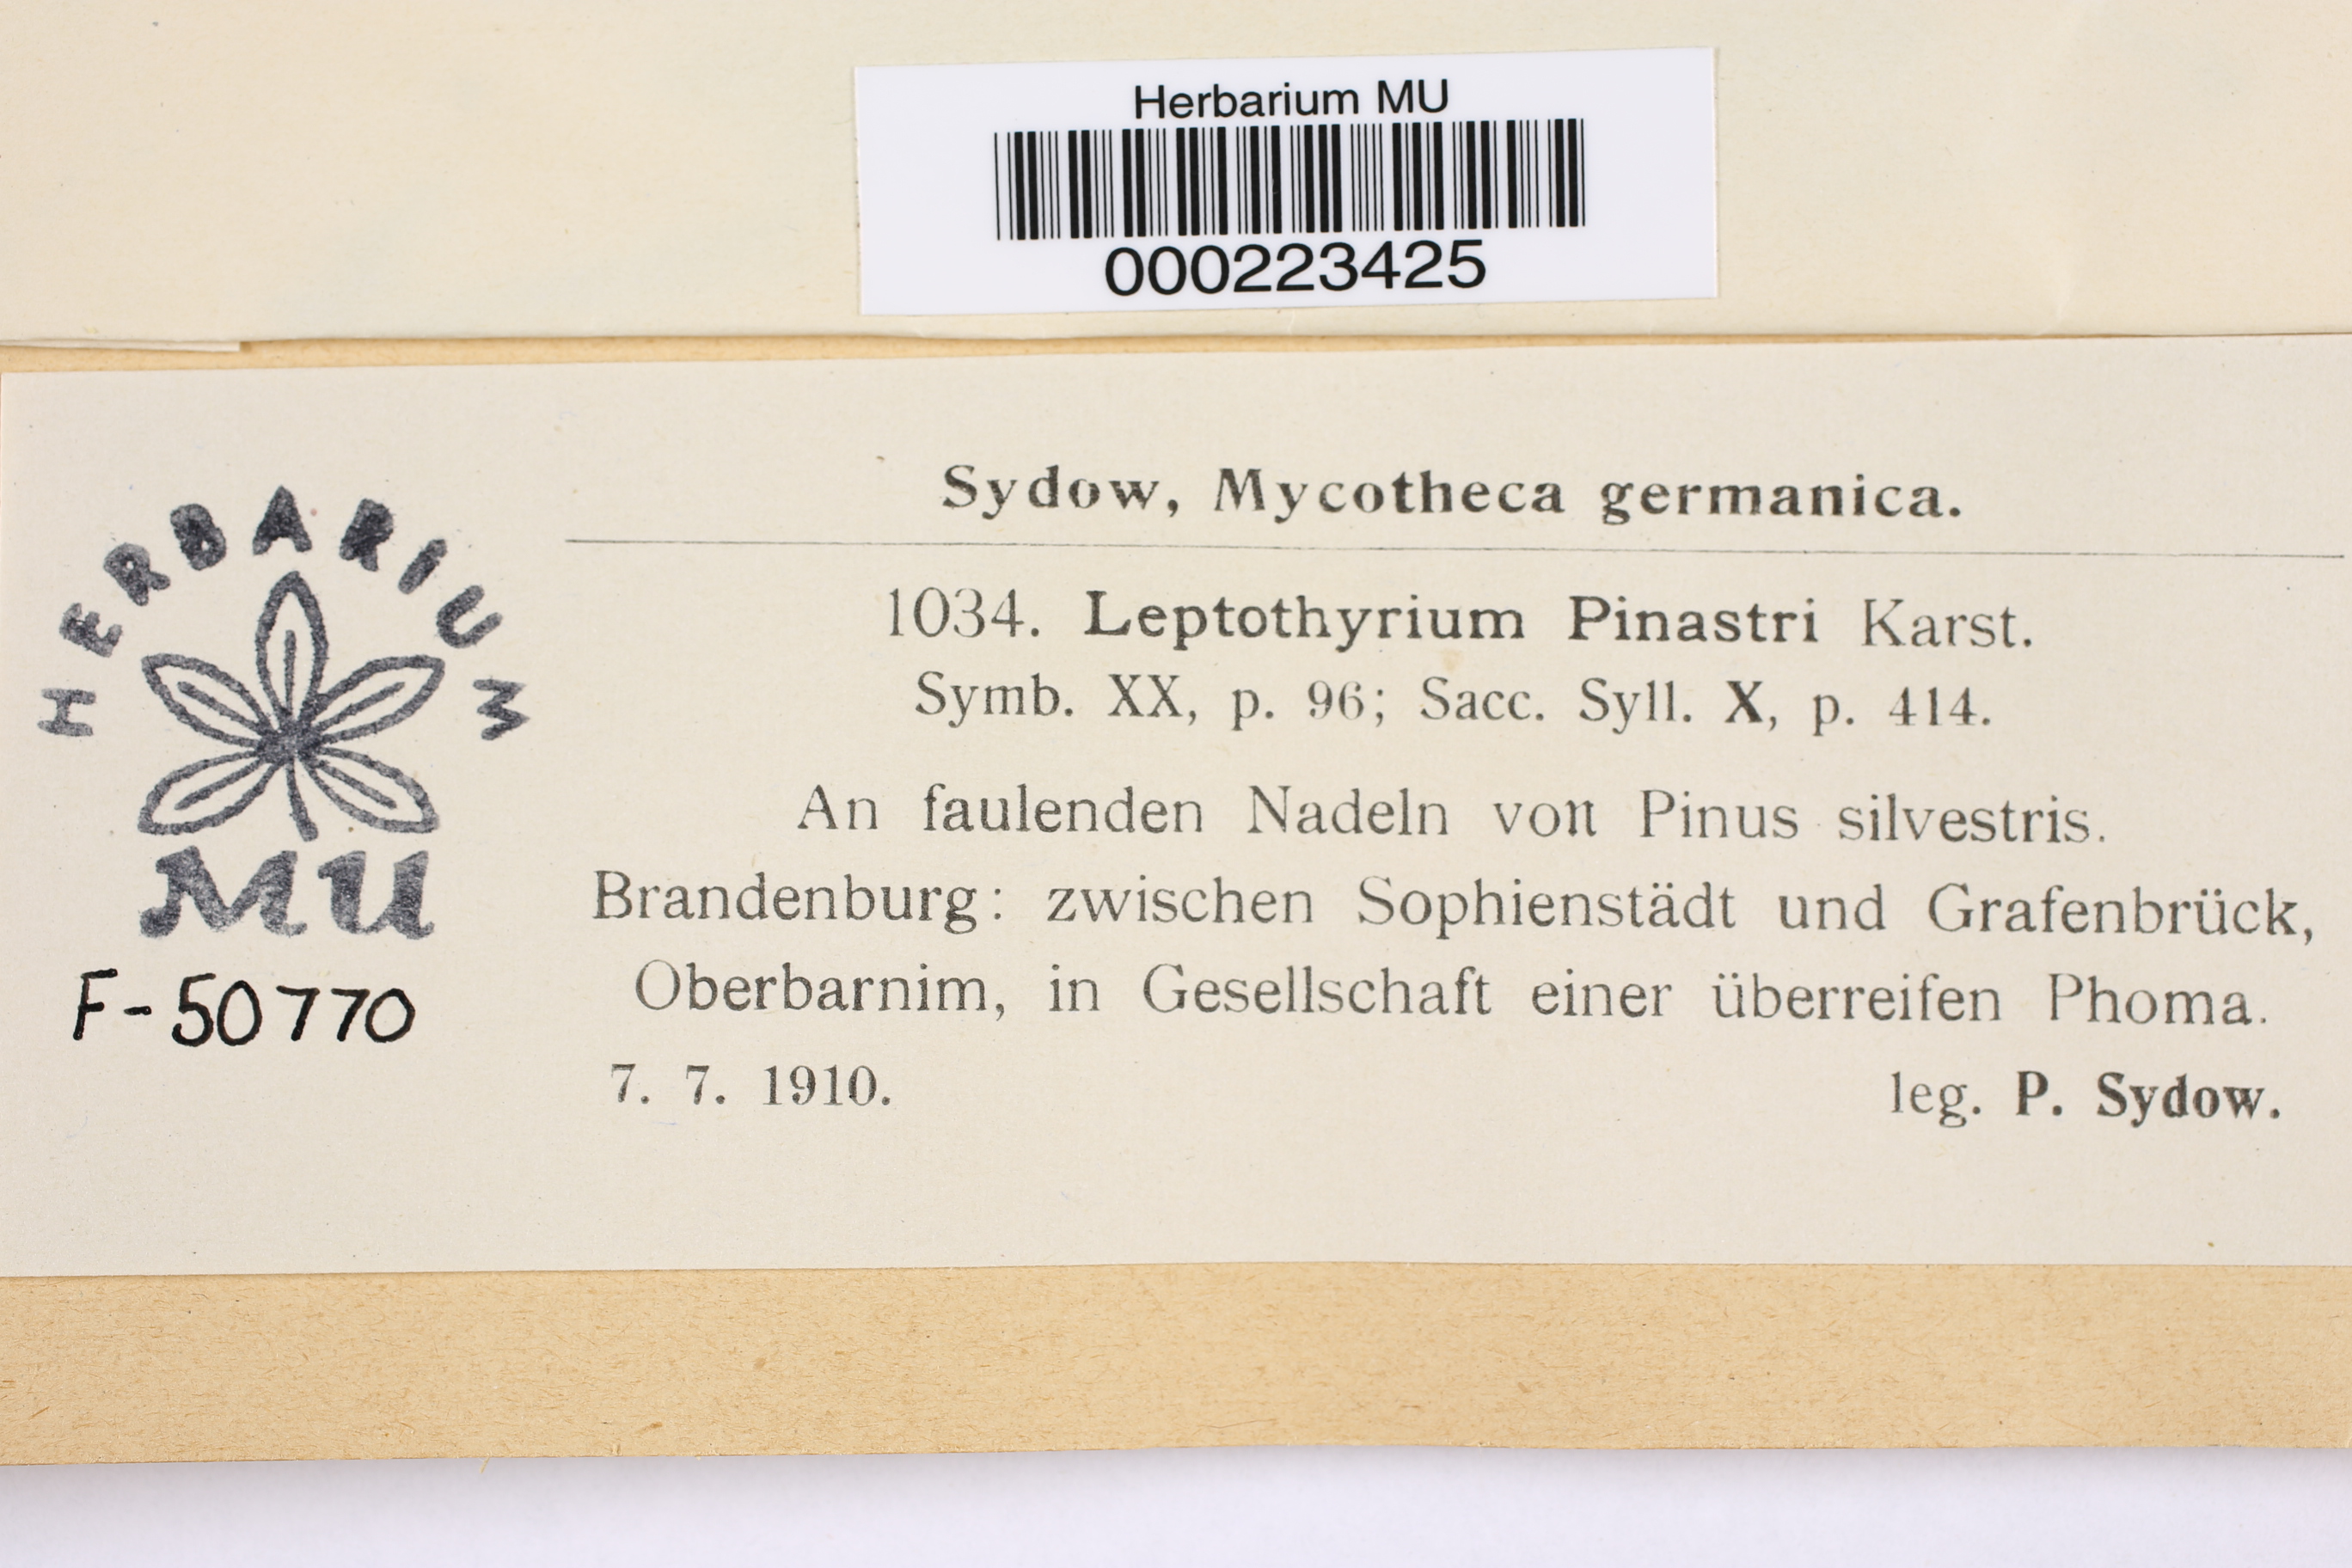 Herbarium MU
000223425
HERBARIUM
MU
F-50770
Sydow, Mycotheca germanica.
1034. Leptothyrium Pinastri Karst.
Symb. XX, p. 96; Sacc. Syll. X, p. 414.
An faulenden Nadeln von Pinus silvestris.
Brandenburg: zwischen Sophienstädt und Grafenbrück,
Oberbarnim, in Gesellschaft einer überreifen Phoma.
7. 7. 1910. leg. P. Sydow.